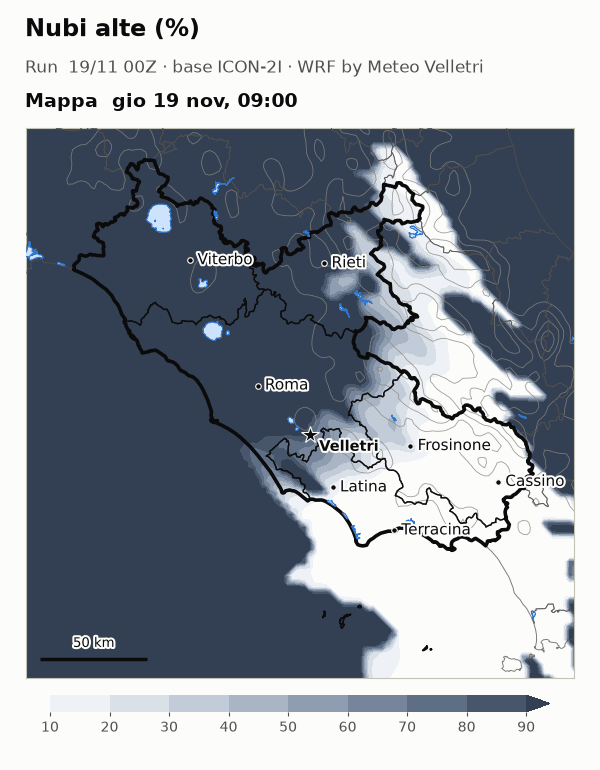 Nubi alte (%)
Run 19/11 00Z · base ICON-2I · WRF by Meteo Velletri
Mappa gio 19 nov, 09:00
Viterbo
Rieti
Roma
Velletri
Frosinone
Latina
Cassino
Terracina
50 km
10 20 30 40 50 60 70 80 90